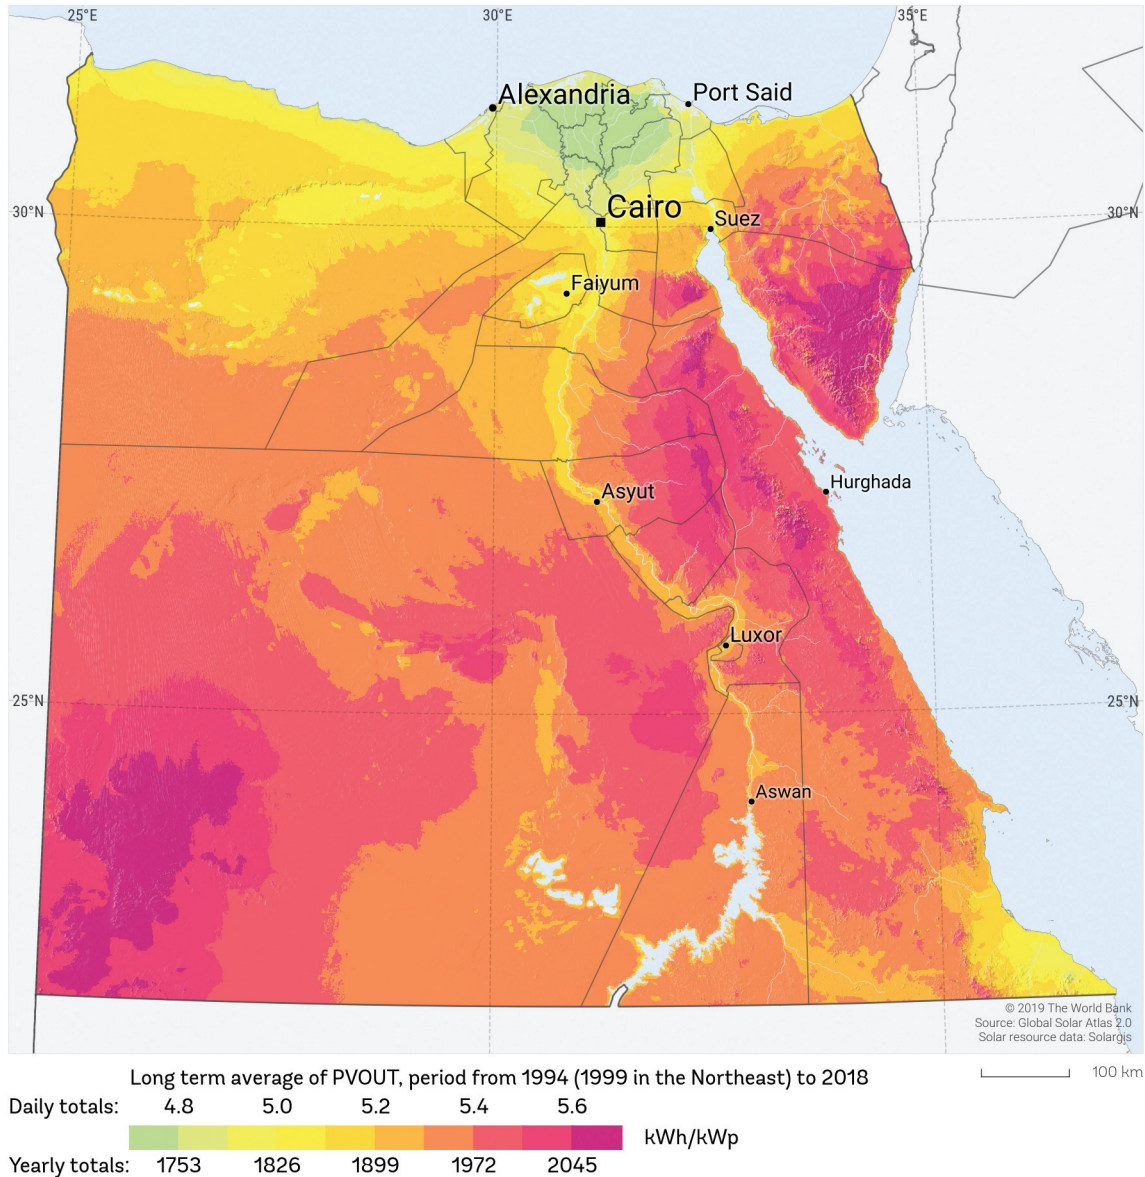 25°E 30°E 35°E
Alexandria
Port Said
Cairo
30°N
30°N
Suez
Faiyum
Hurghada
Asyut
Luxor
25°N
25°N
Aswan
© 2019 The World Bank
Source: Global Solar Atlas 2.0
Solar resource data: Solargis
Long term average of PVOUT, period from 1994 (1999 in the Northeast) to 2018
100 km
Daily totals: 4.8 5.0 5.2 5.4 5.6
kWh/kWp
Yearly totals: 1753 1826 1899 1972 2045